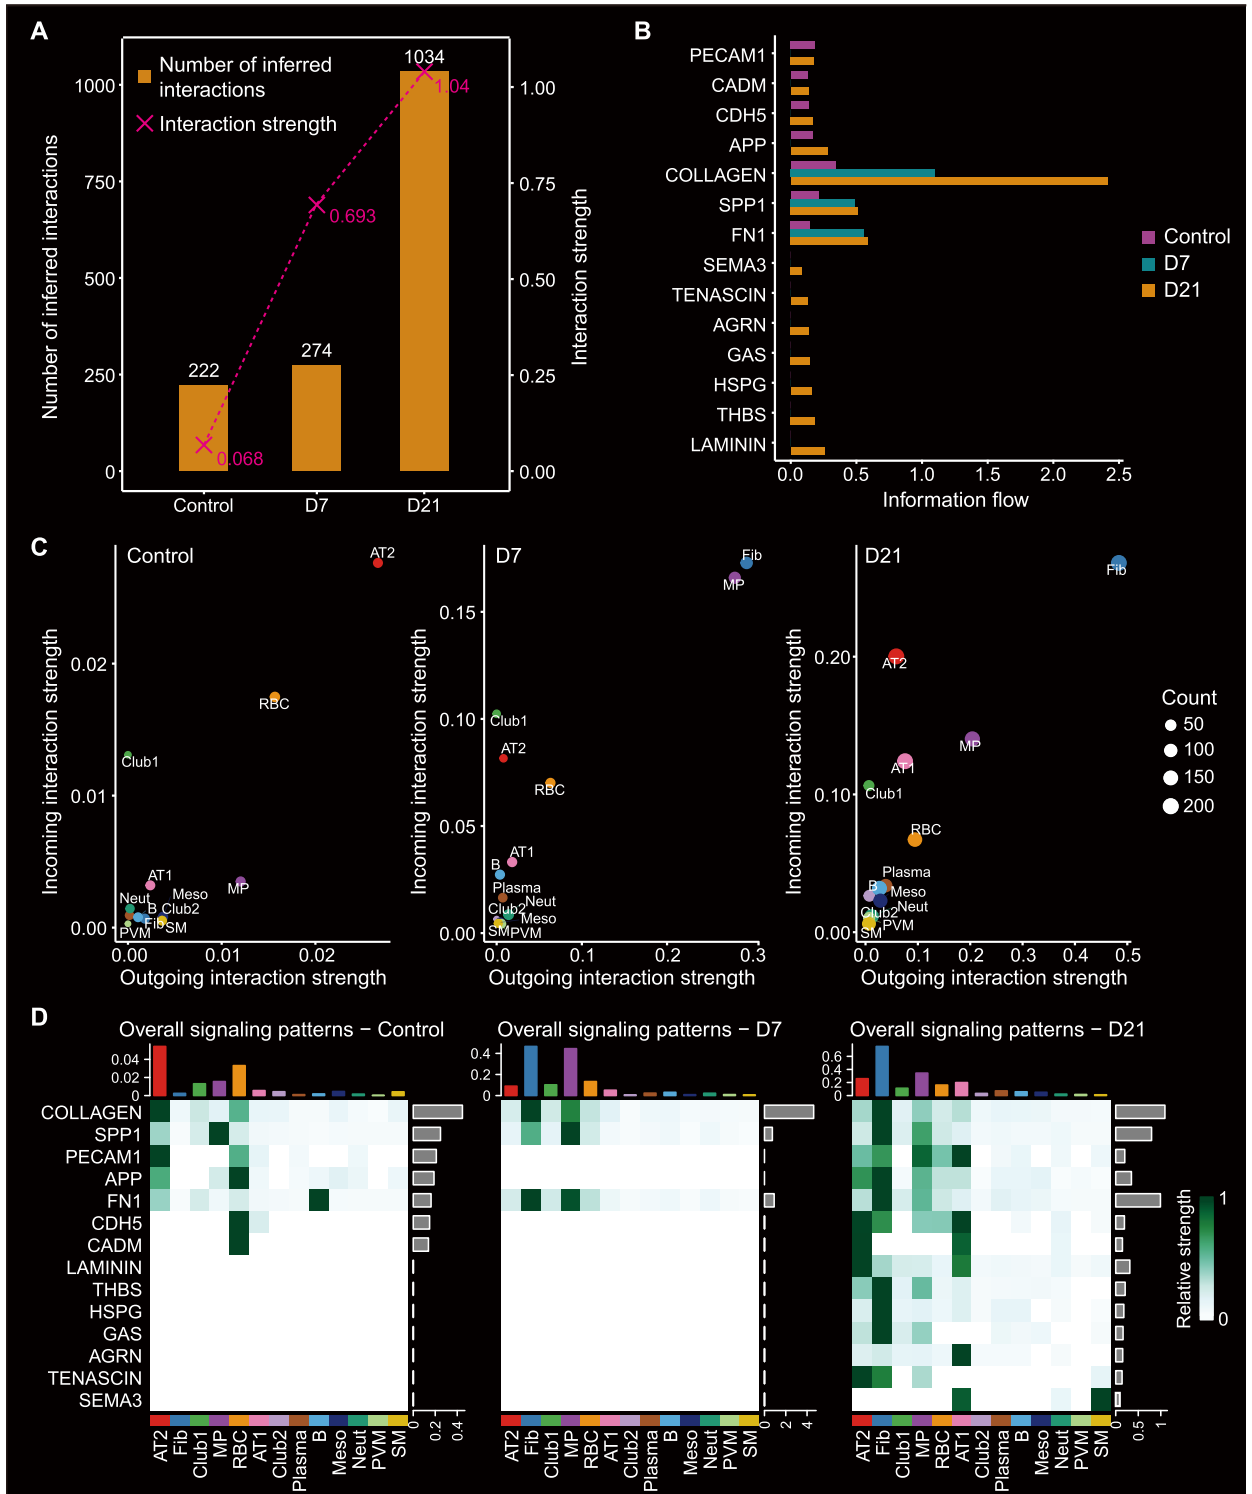 A
Number of inferred
interactions
Interaction strength
Number of inferred interactions
1000
750
500
250
0
222
274
1034
0.068
0.693
1.04
1.00
0.75
0.50
0.25
0.00
Interaction strength
Control
D7
D21
B
PECAM1
CADM
CDH5
APP
COLLAGEN
SPP1
FN1
SEMA3
TENASCIN
AGRN
GAS
HSPG
THBS
LAMININ
0.0 0.5 1.0 1.5 2.0 2.5
Information flow
Control
D7
D21
C
Control
Incoming interaction strength
0.02
0.01
0.00
AT2
RBC
Club1
AT1
MP
Meso
Neut
B
Club2
Fib
SM
PVM
0.00 0.01 0.02
Outgoing interaction strength
D7
Incoming interaction strength
0.15
0.10
0.05
0.00
Fib
MP
Club1
AT2
RBC
AT1
B
Plasma
Neut
Club2
Meso
SM
PVM
0.0 0.1 0.2 0.3
Outgoing interaction strength
D21
Incoming interaction strength
0.20
0.10
0.00
Fib
AT2
MP
AT1
Club1
RBC
Plasma
B
Meso
Neut
Club2
PVM
SM
0.0 0.1 0.2 0.3 0.4 0.5
Outgoing interaction strength
Count
50
100
150
200
D
Overall signaling patterns − Control
0.04
0.02
0
COLLAGEN
SPP1
PECAM1
APP
FN1
CDH5
CADM
LAMININ
THBS
HSPG
GAS
AGRN
TENASCIN
SEMA3
0 0.2 0.4
AT2 Fib Club1 MP RBC AT1 Club2 Plasma B Meso Neut PVM SM
Overall signaling patterns − D7
0.4
0.2
0
0 2 4
AT2 Fib Club1 MP RBC AT1 Club2 Plasma B Meso Neut PVM SM
Overall signaling patterns − D21
0.6
0.4
0.2
0
0 0.5 1
AT2 Fib Club1 MP RBC AT1 Club2 Plasma B Meso Neut PVM SM
Relative strength
1
0